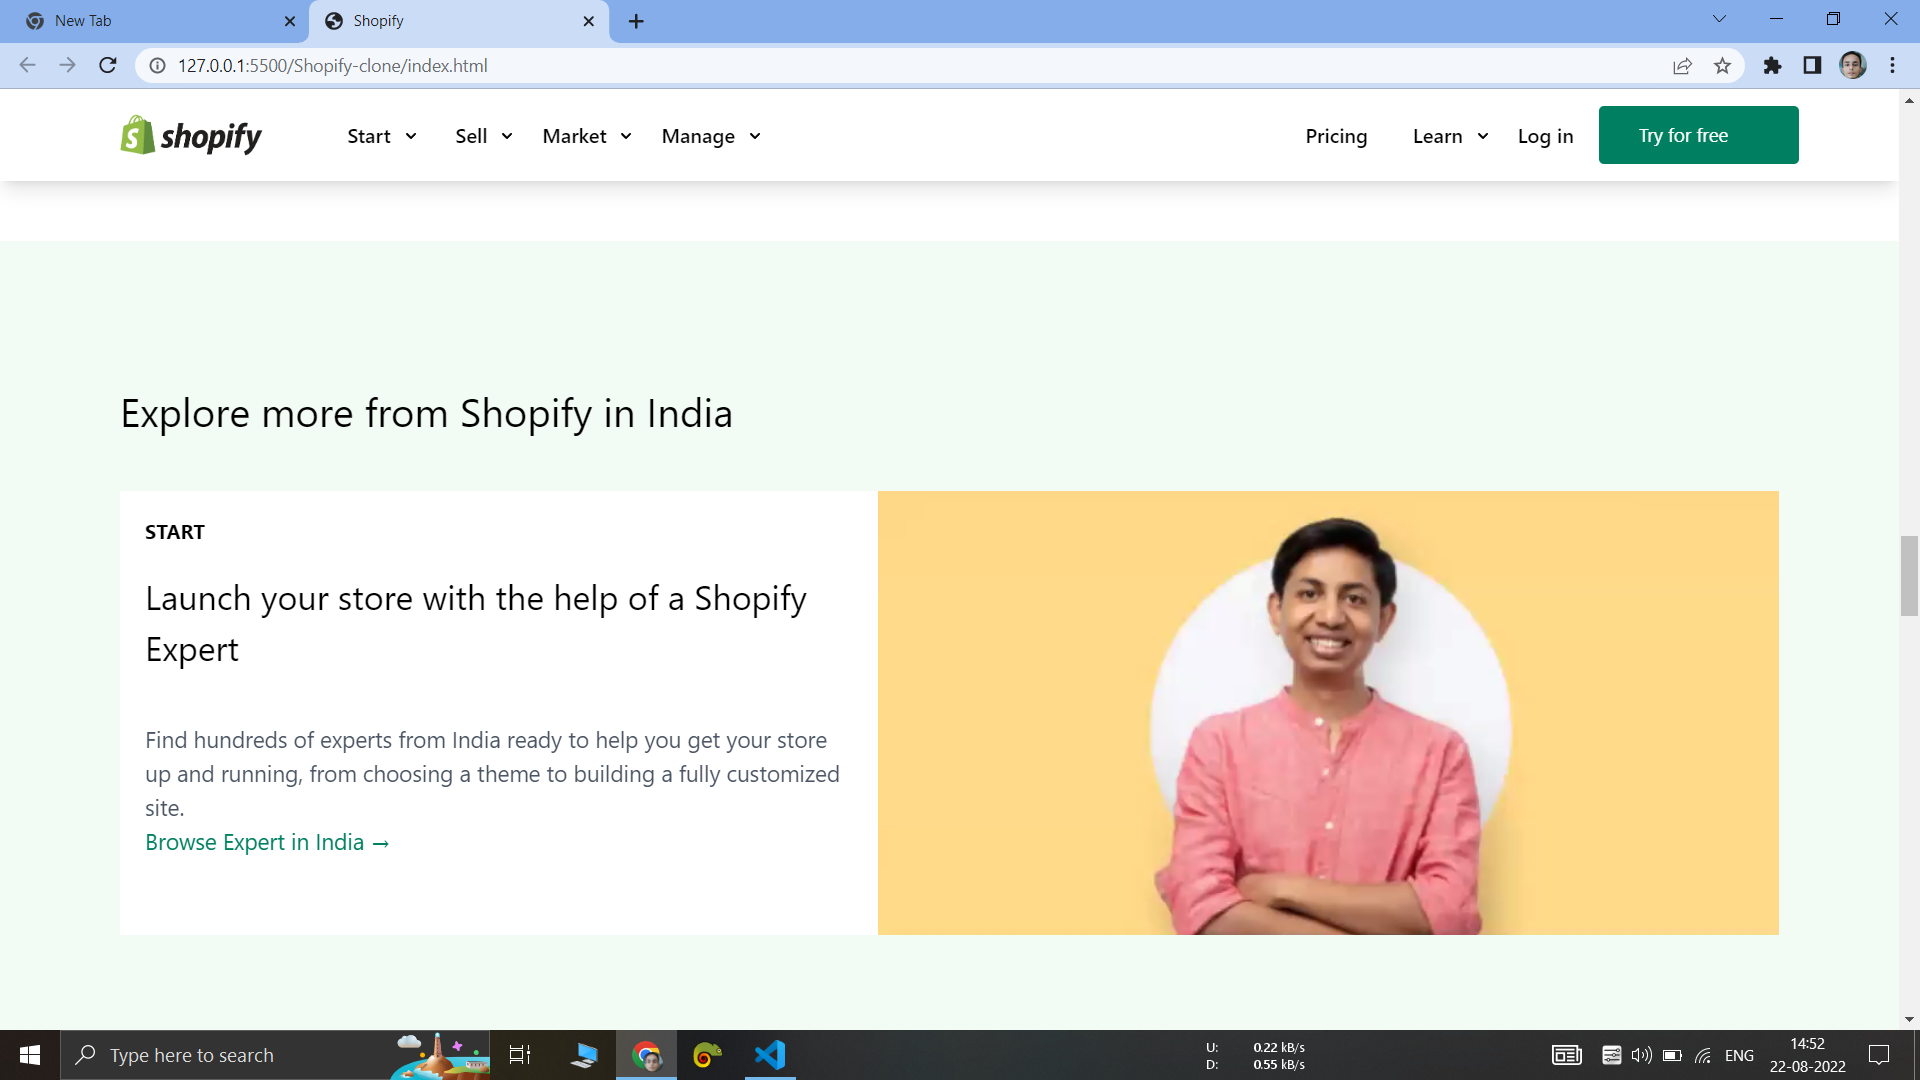 New Tab
Shopify
127.0.0.1:5500/Shopify-clone/index.html
shopify
Start
Sell
Market
Manage
Pricing
Learn
Log in
Try for free
Explore more from Shopify in India
START
Launch your store with the help of a Shopify
Expert
Find hundreds of experts from India ready to help you get your store
up and running, from choosing a theme to building a fully customized
site.
Browse Expert in India →
Type here to search
U: 0.22 kB/s
D: 0.55 kB/s
ENG
14:52
22-08-2022